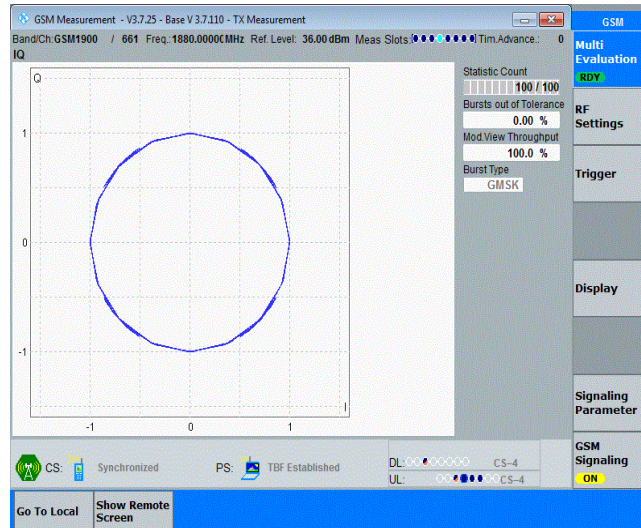 GSM Measurement - V3.7.25 - Base V 3.7.110 - TX Measurement
GSM
Band/Ch:GSM1900 / 661 Freq.:1880.00000MHz Ref. Level: 36.00 dBm Meas Slots: Tim.Advance.: 0
IQ
Multi
Evaluation
RDY
Q
Statistic Count
100 / 100
Bursts out of Tolerance
0.00 %
Mod.View Throughput
100.0 %
Burst Type
GMSK
RF
Settings
Trigger
Display
Signaling
Parameter
GSM
Signaling
ON
1
0
-1
I
-1 0 1
CS: Synchronized PS: TBF Established DL: CS-4
UL: CS-4
Go To Local
Show Remote
Screen